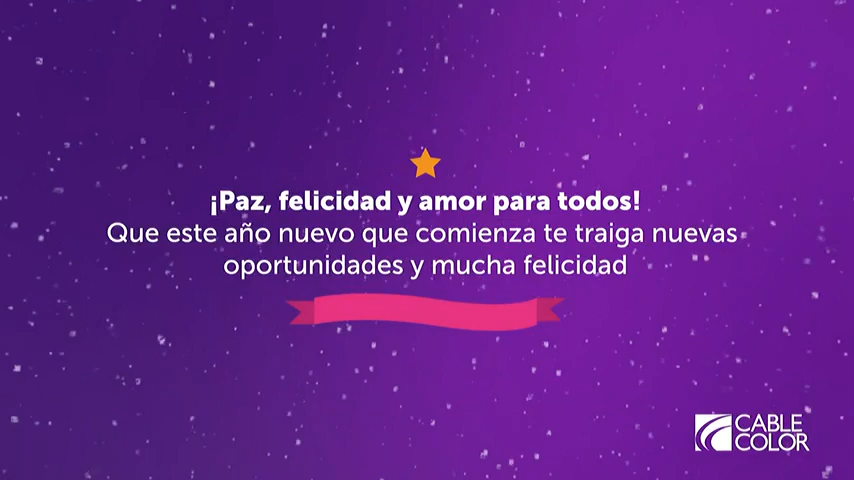 ¡Paz, felicidad y amor para todos!
Que este año nuevo que comienza te traiga nuevas
oportunidades y mucha felicidad
CABLE
COLOR